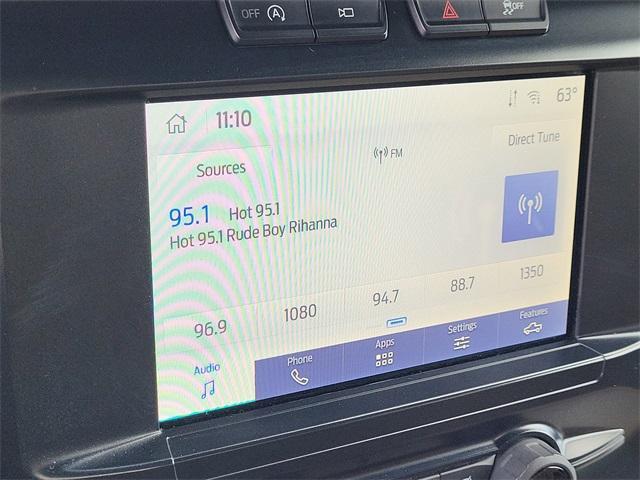 OFF
OFF
11:10
63°
Sources
FM
Direct Tune
95.1 Hot 95.1
Hot 95.1 Rude Boy Rihanna
96.9 1080 94.7 88.7 1350
Audio Phone Apps Settings Features